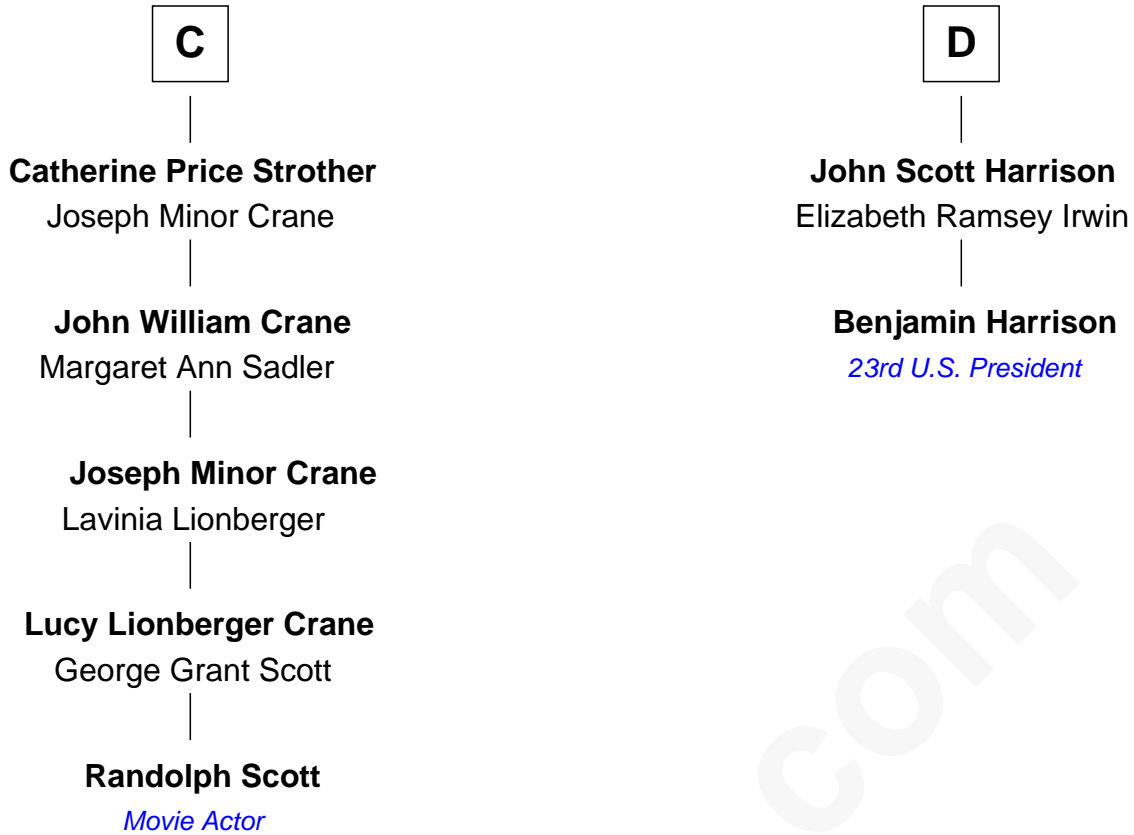 C
Catherine Price Strother
Joseph Minor Crane
John William Crane
Margaret Ann Sadler
Joseph Minor Crane
Lavinia Lionberger
Lucy Lionberger Crane
George Grant Scott
Randolph Scott
Movie Actor
D
John Scott Harrison
Elizabeth Ramsey Irwin
Benjamin Harrison
23rd U.S. President
com